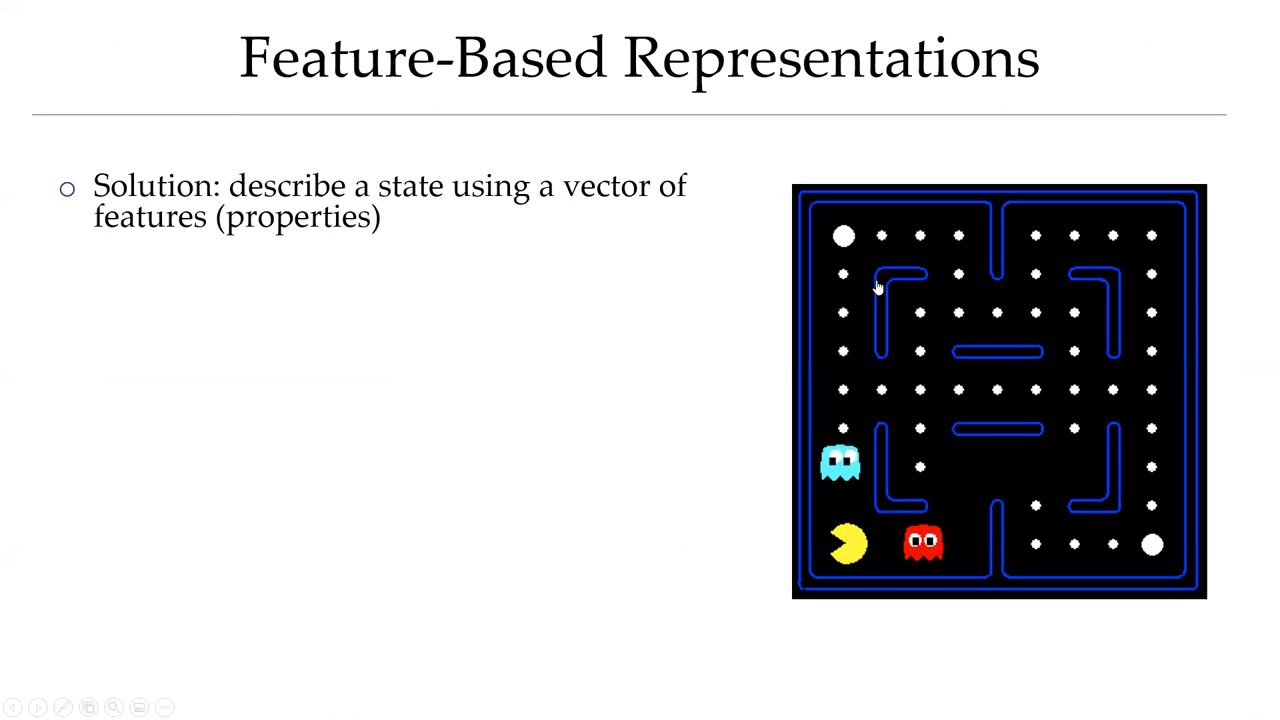 Feature-Based Representations
Solution: describe a state using a vector of
features (properties)